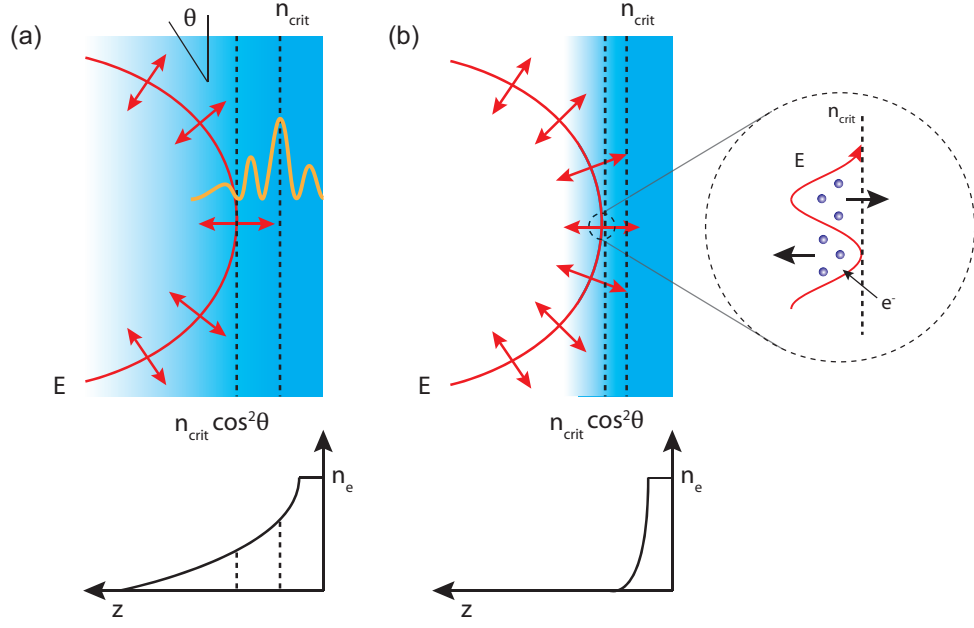 (a)
θ
n_crit
E
n_crit cos²θ
n_e
z
(b)
n_crit
E
n_crit cos²θ
n_e
z
n_crit
E
e⁻